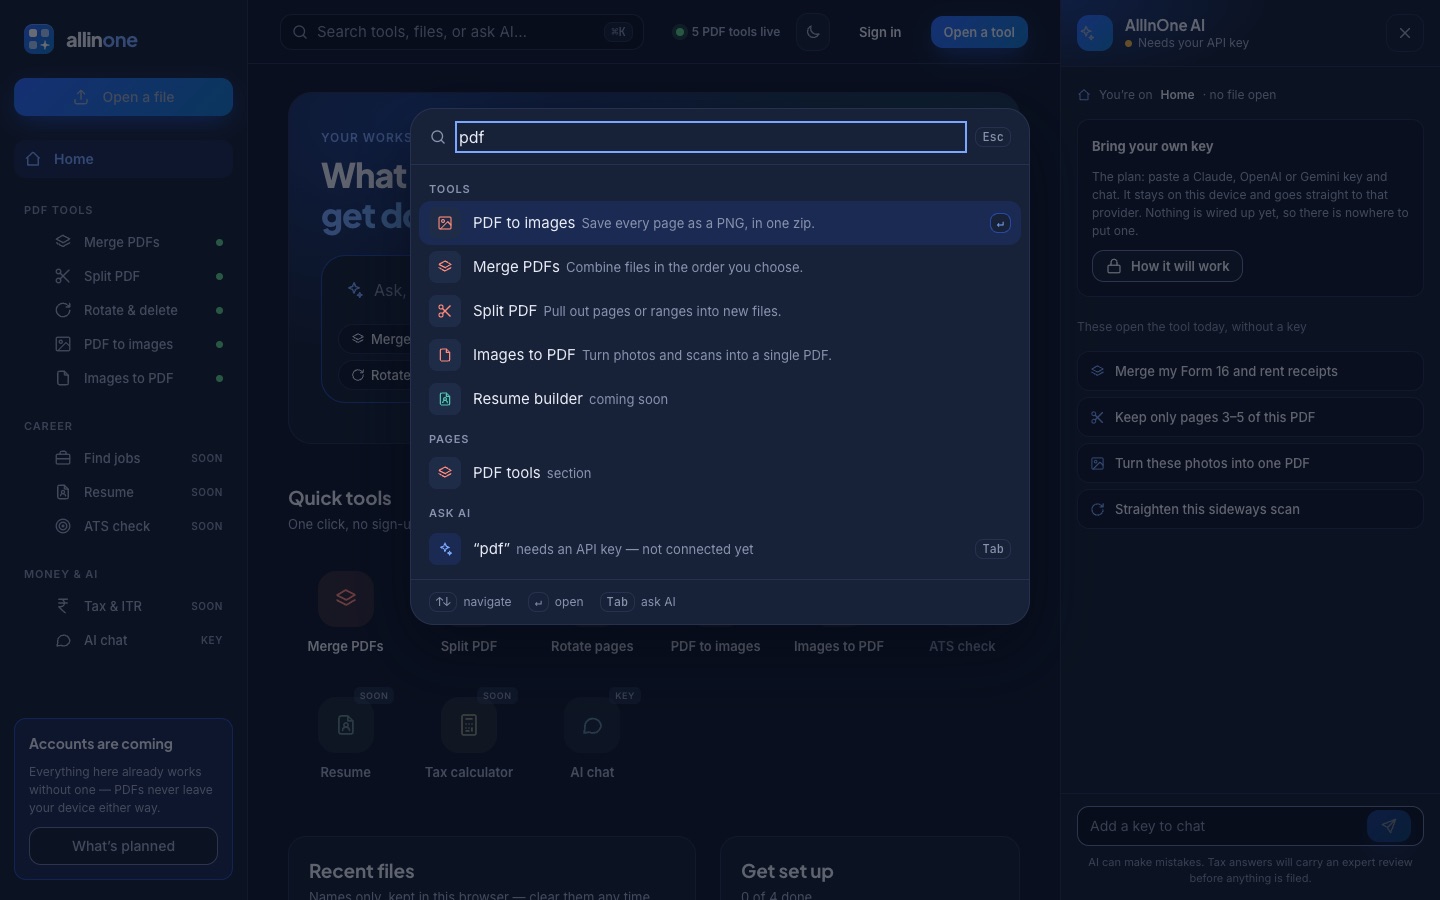 allinone
Search tools, files, or ask AI... ⌘K
5 PDF tools live
Sign in
Open a tool
AllInOne AI
Needs your API key
Open a file
Home
PDF TOOLS
Merge PDFs
Split PDF
Rotate & delete
PDF to images
Images to PDF
CAREER
Find jobs SOON
Resume SOON
ATS check SOON
MONEY & AI
Tax & ITR SOON
AI chat KEY
Accounts are coming
Everything here already works
without one — PDFs never leave
your device either way.
What's planned
YOUR WORKS
What
get do
Ask,
Merge
Rotate
pdf Esc
TOOLS
PDF to images Save every page as a PNG, in one zip. ↵
Merge PDFs Combine files in the order you choose.
Split PDF Pull out pages or ranges into new files.
Images to PDF Turn photos and scans into a single PDF.
Resume builder coming soon
PAGES
PDF tools section
ASK AI
“pdf” needs an API key — not connected yet Tab
↑↓ navigate ↵ open Tab ask AI
Quick tools
One click, no sign-u
Merge PDFs
Split PDF
Rotate pages
PDF to images
Images to PDF
ATS check
SOON
SOON
KEY
Resume
Tax calculator
AI chat
Recent files
Names only, kept in this browser — clear them any time.
Get set up
0 of 4 done
You're on Home · no file open
Bring your own key
The plan: paste a Claude, OpenAI or Gemini key and
chat. It stays on this device and goes straight to that
provider. Nothing is wired up yet, so there is nowhere to
put one.
How it will work
These open the tool today, without a key
Merge my Form 16 and rent receipts
Keep only pages 3–5 of this PDF
Turn these photos into one PDF
Straighten this sideways scan
Add a key to chat
AI can make mistakes. Tax answers will carry an expert review
before anything is filed.